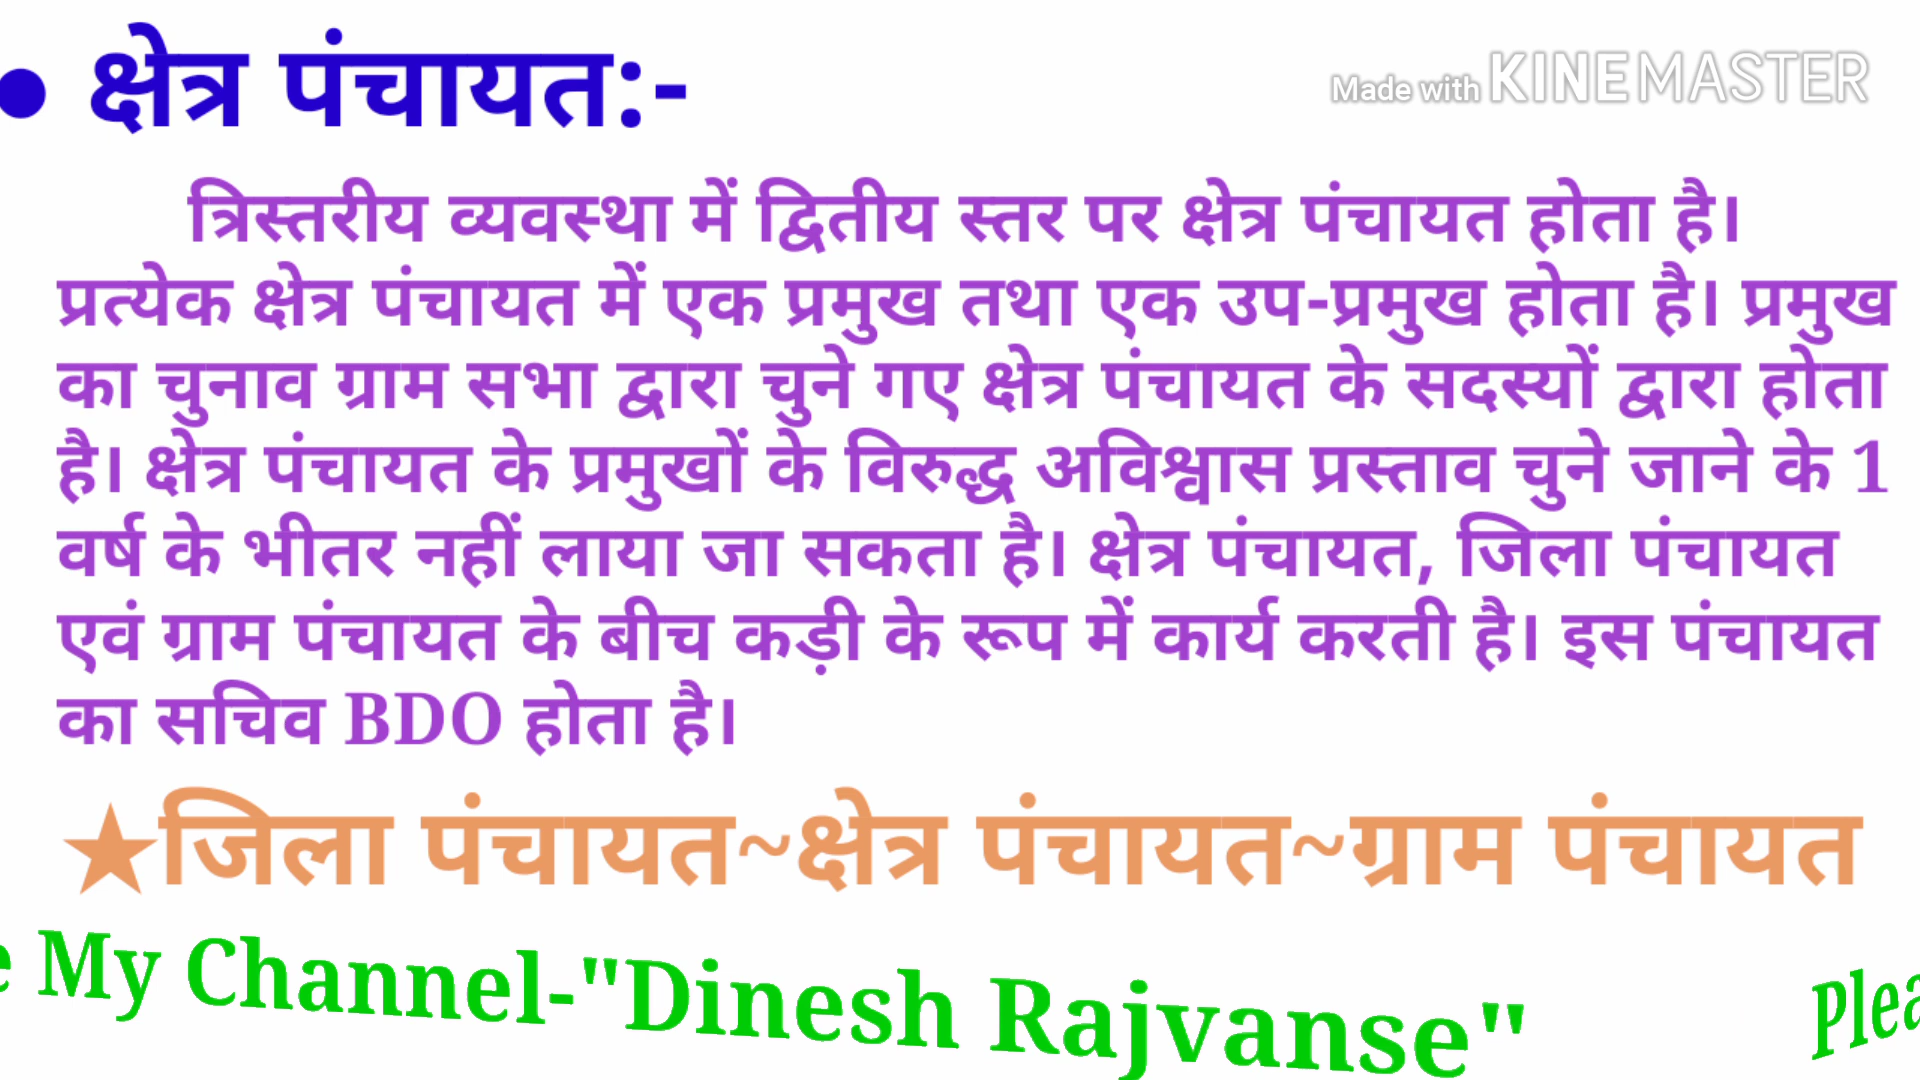 • क्षेत्र पंचायत:-
Made with KINEMASTER
त्रिस्तरीय व्यवस्था में द्वितीय स्तर पर क्षेत्र पंचायत होता है।
प्रत्येक क्षेत्र पंचायत में एक प्रमुख तथा एक उप-प्रमुख होता है। प्रमुख
का चुनाव ग्राम सभा द्वारा चुने गए क्षेत्र पंचायत के सदस्यों द्वारा होता
है। क्षेत्र पंचायत के प्रमुखों के विरुद्ध अविश्वास प्रस्ताव चुने जाने के 1
वर्ष के भीतर नहीं लाया जा सकता है। क्षेत्र पंचायत, जिला पंचायत
एवं ग्राम पंचायत के बीच कड़ी के रूप में कार्य करती है। इस पंचायत
का सचिव BDO होता है।
★जिला पंचायत~क्षेत्र पंचायत~ग्राम पंचायत
My Channel-"Dinesh Rajvanse"